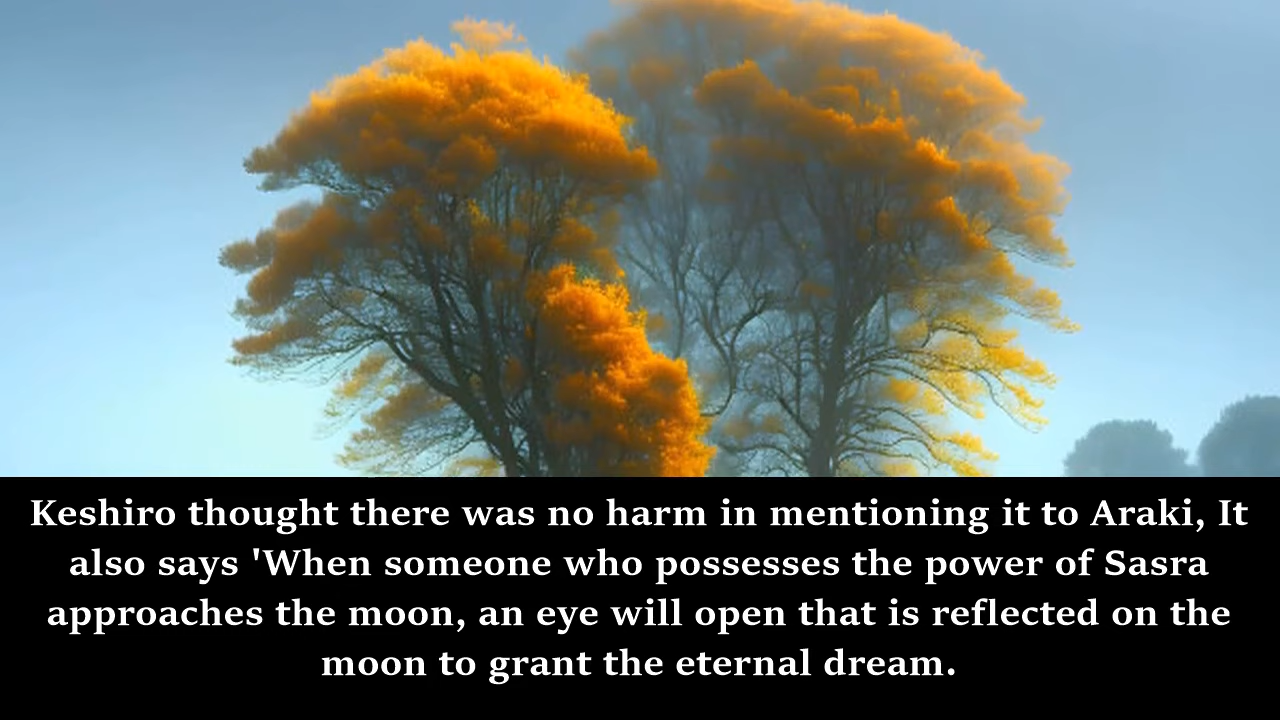 Keshiro thought there was no harm in mentioning it to Araki, It
also says 'When someone who possesses the power of Sasra
approaches the moon, an eye will open that is reflected on the
moon to grant the eternal dream.